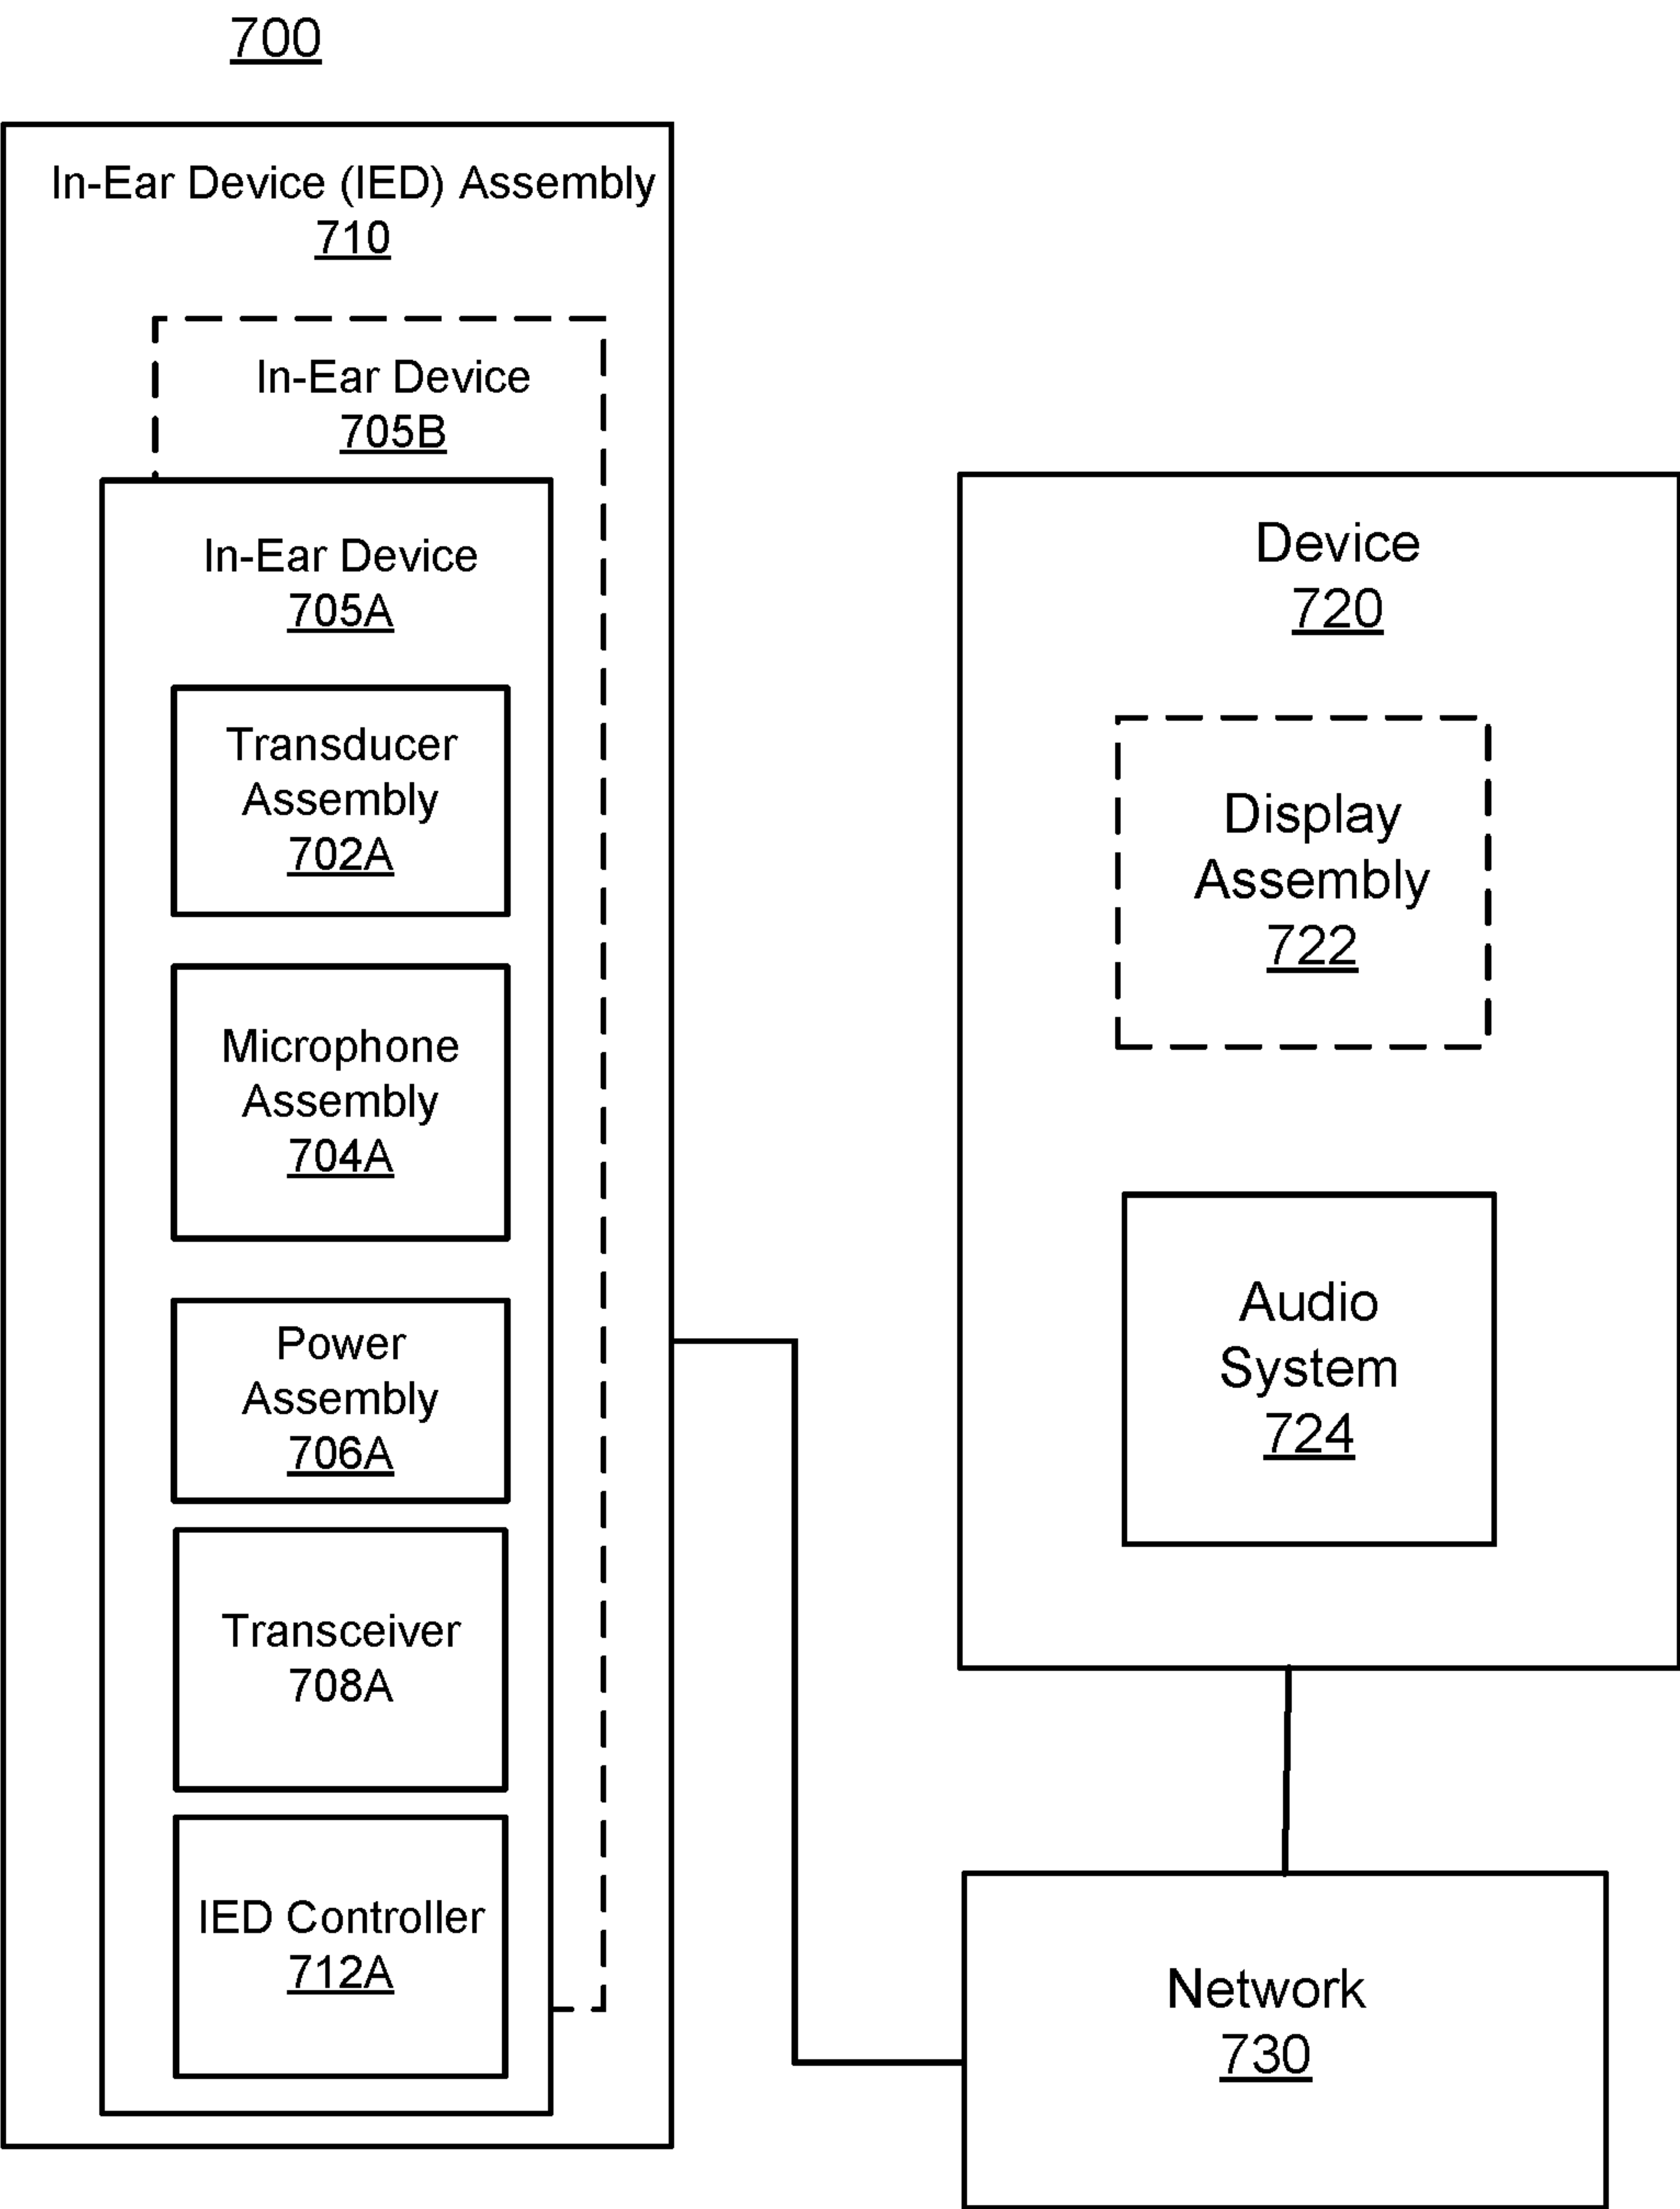 700
In-Ear Device (IED) Assembly
710
In-Ear Device
705B
In-Ear Device
705A
Transducer
Assembly
702A
Microphone
Assembly
704A
Power
Assembly
706A
Transceiver
708A
IED Controller
712A
Device
720
Display
Assembly
722
Audio
System
724
Network
730